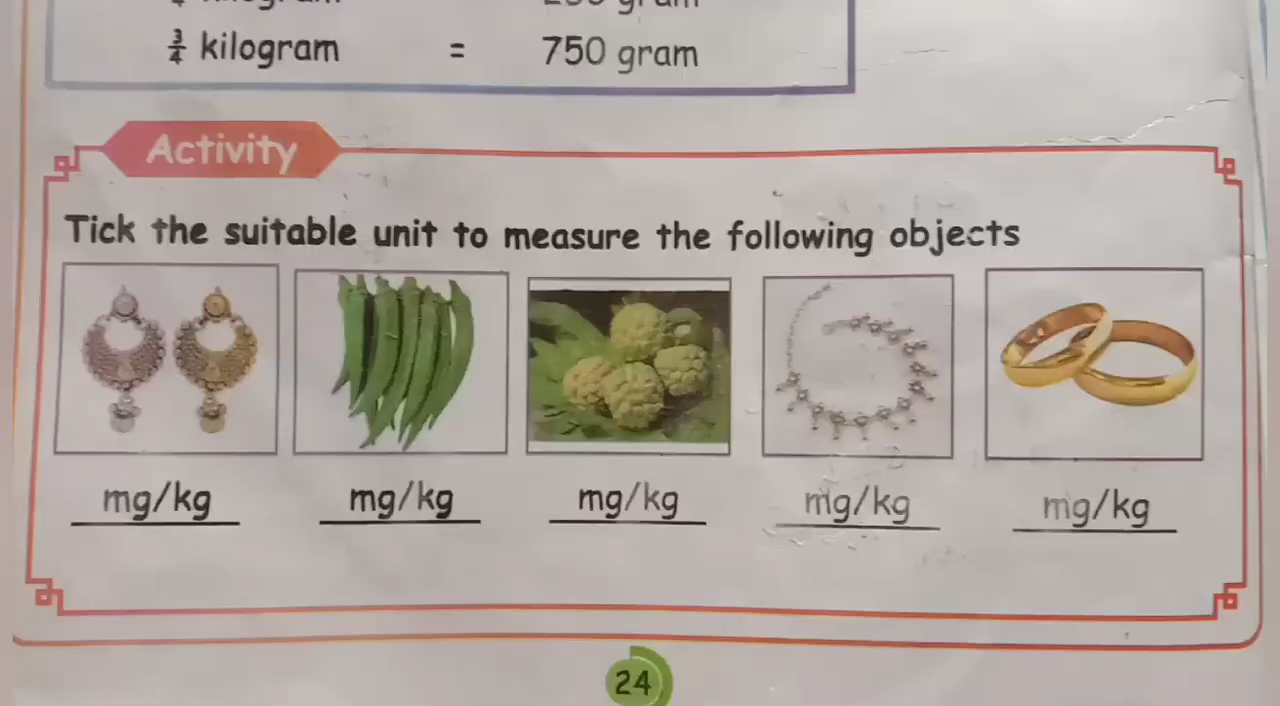 ¾ kilogram = 750 gram
Activity
Tick the suitable unit to measure the following objects
mg/kg mg/kg mg/kg mg/kg mg/kg
24